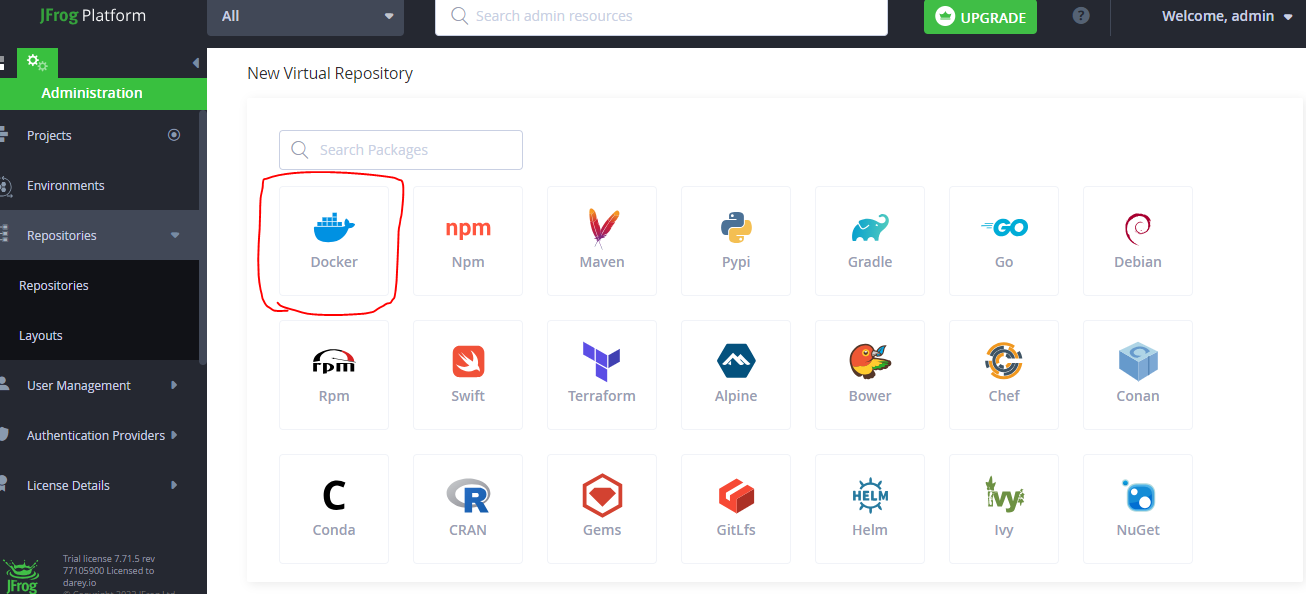 JFrog Platform
All
Search admin resources
UPGRADE
?
Welcome, admin
Administration
Projects
Environments
Repositories
Repositories
Layouts
User Management
Authentication Providers
License Details
JFrog
Trial license 7.71.5 rev
77105900 Licensed to
darey.io
New Virtual Repository
Search Packages
Docker
npm
Npm
Maven
Pypi
Gradle
GO
Go
Debian
rpm
Rpm
Swift
Terraform
Alpine
Bower
Chef
Conan
C
Conda
R
CRAN
Gems
GitLfs
HELM
Helm
Ivy
Ivy
NuGet